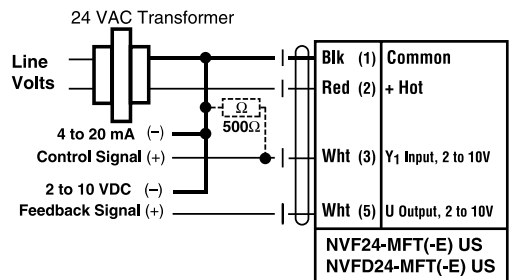 24 VAC Transformer
Line
Volts
Blk (1) Common
Red (2) + Hot
Ω
500Ω
4 to 20 mA (−)
Control Signal (+)
Wht (3) Y1 Input, 2 to 10V
2 to 10 VDC (−)
Feedback Signal (+)
Wht (5) U Output, 2 to 10V
NVF24-MFT(-E) US
NVFD24-MFT(-E) US